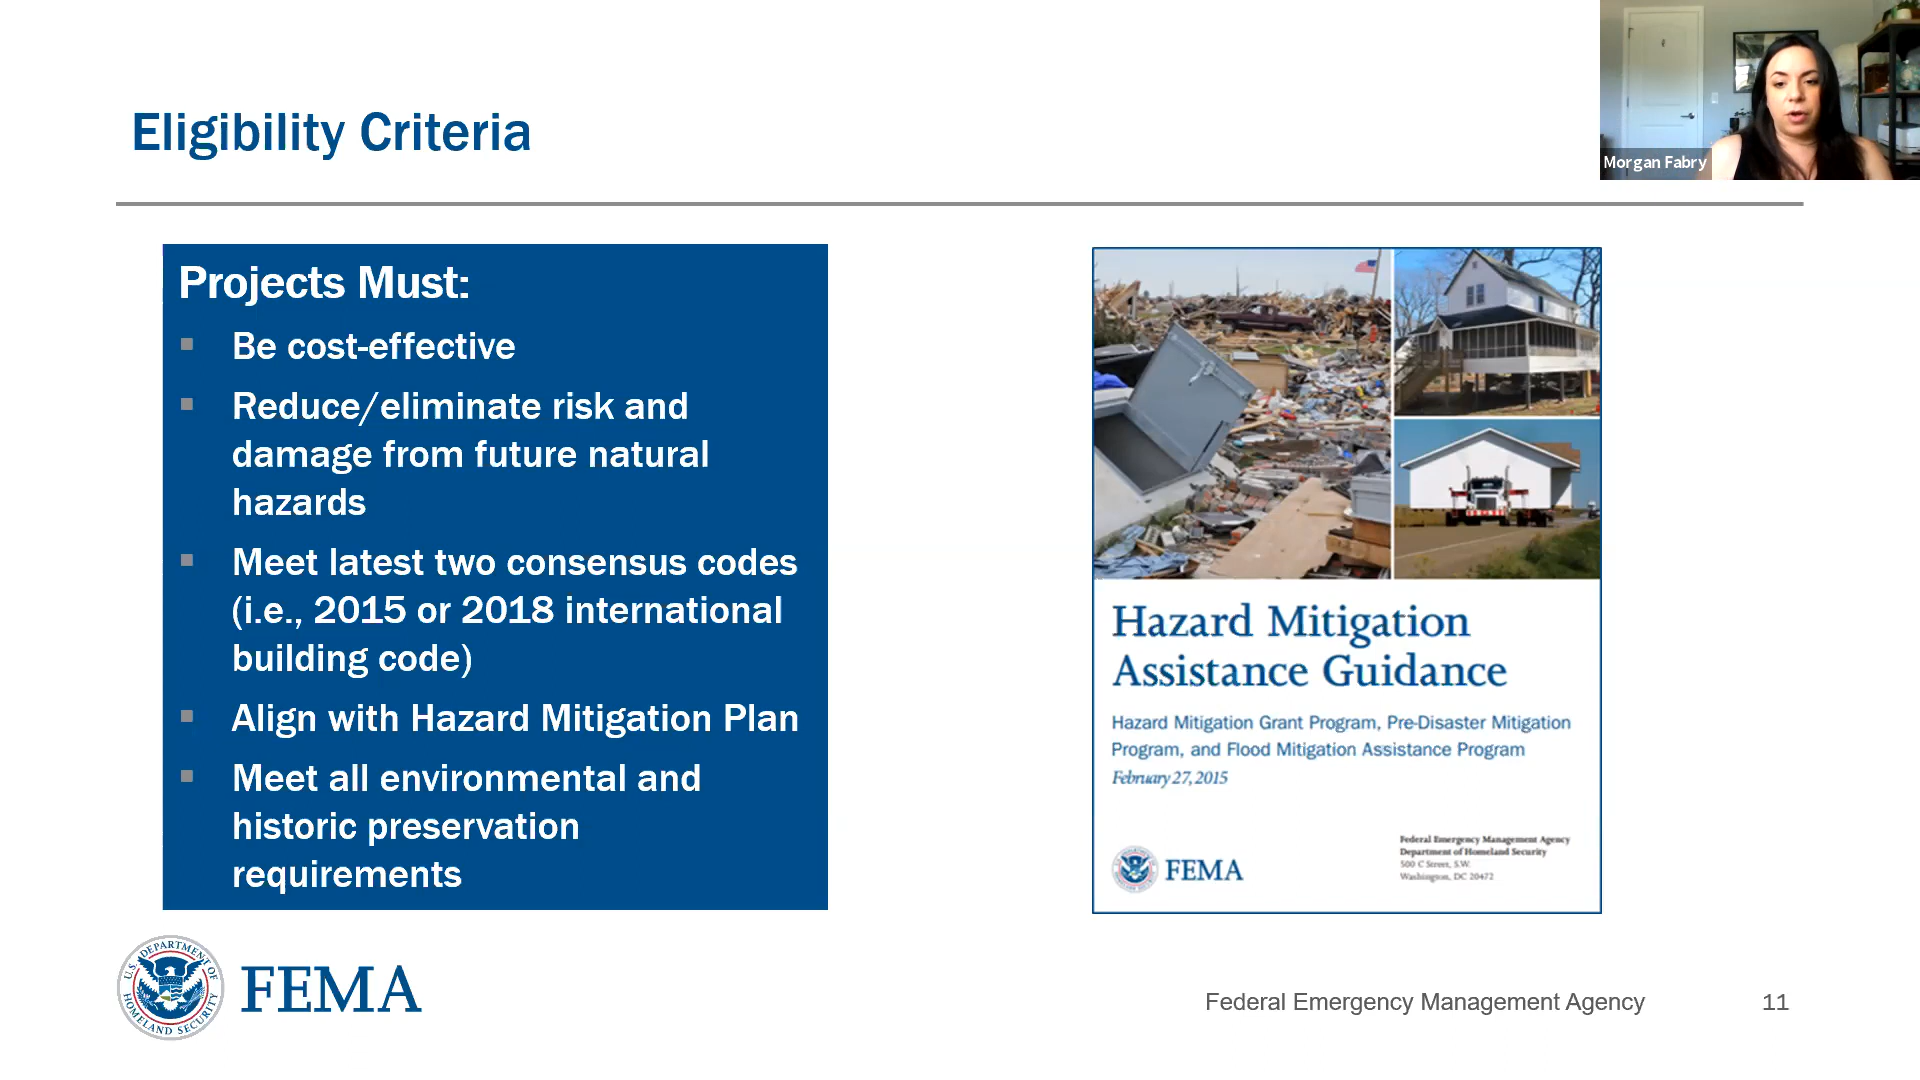 Eligibility Criteria
Morgan Fabry
Projects Must:
Be cost-effective
Reduce/eliminate risk and
damage from future natural
hazards
Meet latest two consensus codes
(i.e., 2015 or 2018 international
building code)
Align with Hazard Mitigation Plan
Meet all environmental and
historic preservation
requirements
Hazard Mitigation
Assistance Guidance
Hazard Mitigation Grant Program, Pre-Disaster Mitigation
Program, and Flood Mitigation Assistance Program
February 27, 2015
FEMA
Federal Emergency Management Agency
Department of Homeland Security
500 C Street, S.W.
Washington, DC 20472
U.S. DEPARTMENT OF
HOMELAND SECURITY
FEMA
Federal Emergency Management Agency
11